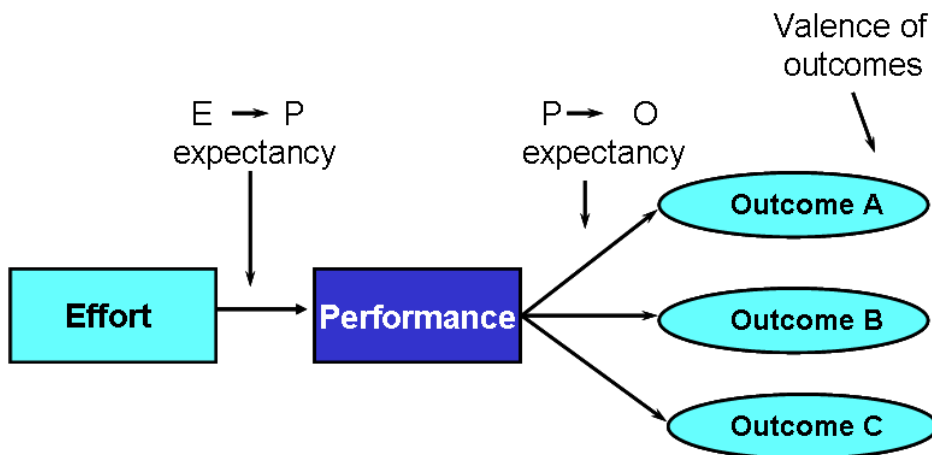 Valence of
outcomes
E → P
expectancy
P → O
expectancy
Outcome A
Effort
Performance
Outcome B
Outcome C